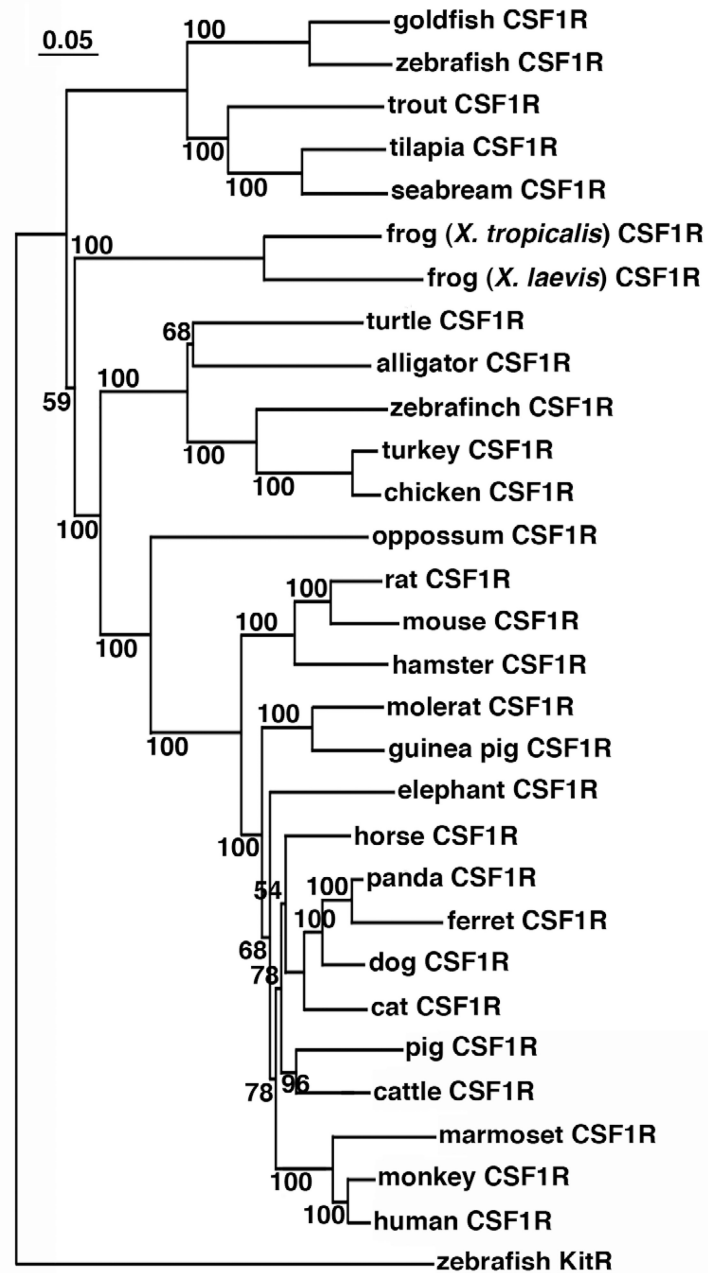 goldfish CSF1R
100
0.05
zebrafish CSF1R
trout CSF1R
100
tilapia CSF1R
100
seabream CSF1R
frog (X. tropicalis) CSF1R
100
frog (X. laevis) CSF1R
turtle CSF1R
68
alligator CSF1R
100
59
zebrafinch CSF1R
100
turkey CSF1R
100
chicken CSF1R
100
oppossum CSF1R
rat CSF1R
100
mouse CSF1R
100
100
hamster CSF1R
molerat CSF1R
100
100
guinea pig CSF1R
elephant CSF1R
horse CSF1R
100
panda CSF1R
54
100
ferret CSF1R
100
68
dog CSF1R
78
cat CSF1R
pig CSF1R
96
78
cattle CSF1R
marmoset CSF1R
100
monkey CSF1R
100
human CSF1R
zebrafish KitR